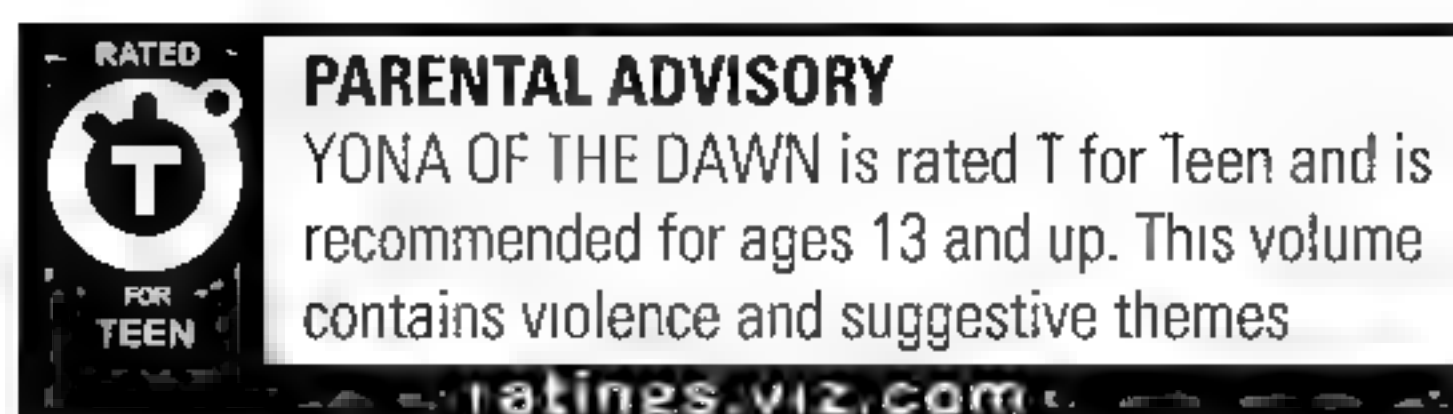 RATED
T
FOR
TEEN
PARENTAL ADVISORY
YONA OF THE DAWN is rated T for Teen and is
recommended for ages 13 and up. This volume
contains violence and suggestive themes
ratings.viz.com